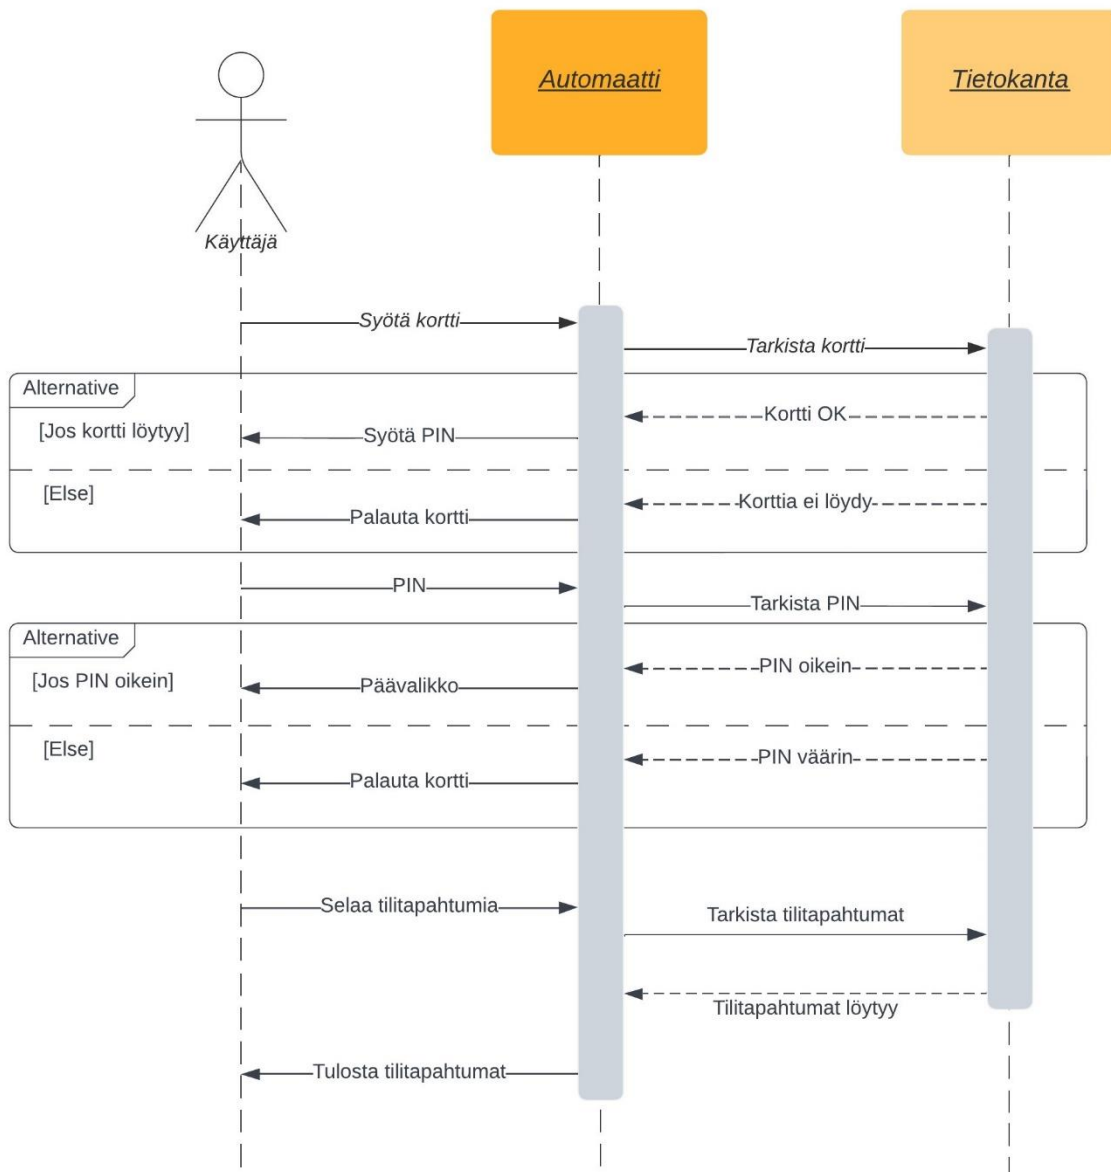 Automaatti
Tietokanta
Käyttäjä
Syötä kortti
Tarkista kortti
Alternative
Kortti OK
[Jos kortti löytyy]
Syötä PIN
[Else]
Korttia ei löydy
Palauta kortti
PIN
Tarkista PIN
Alternative
PIN oikein
[Jos PIN oikein]
Päävalikko
[Else]
PIN väärin
Palauta kortti
Selaa tilitapahtumia
Tarkista tilitapahtumat
Tilitapahtumat löytyy
Tulosta tilitapahtumat